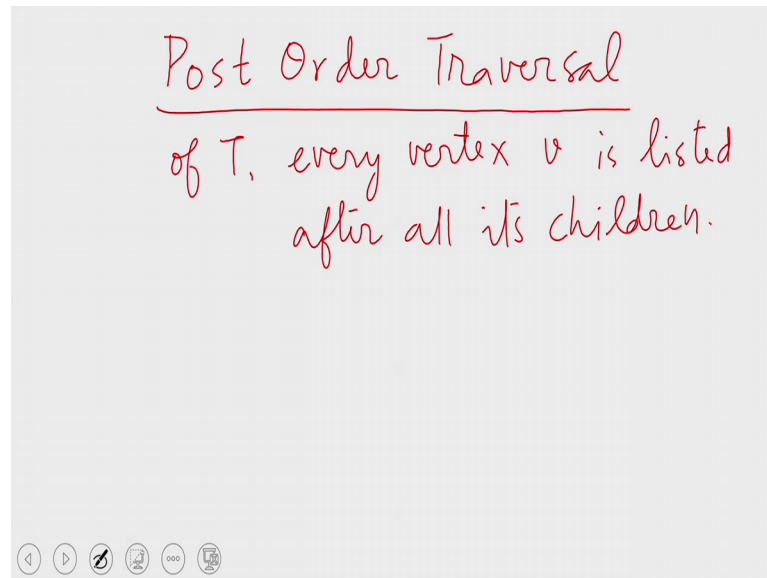 Post Order Traversal
of T, every vertex v is listed
after all its children.